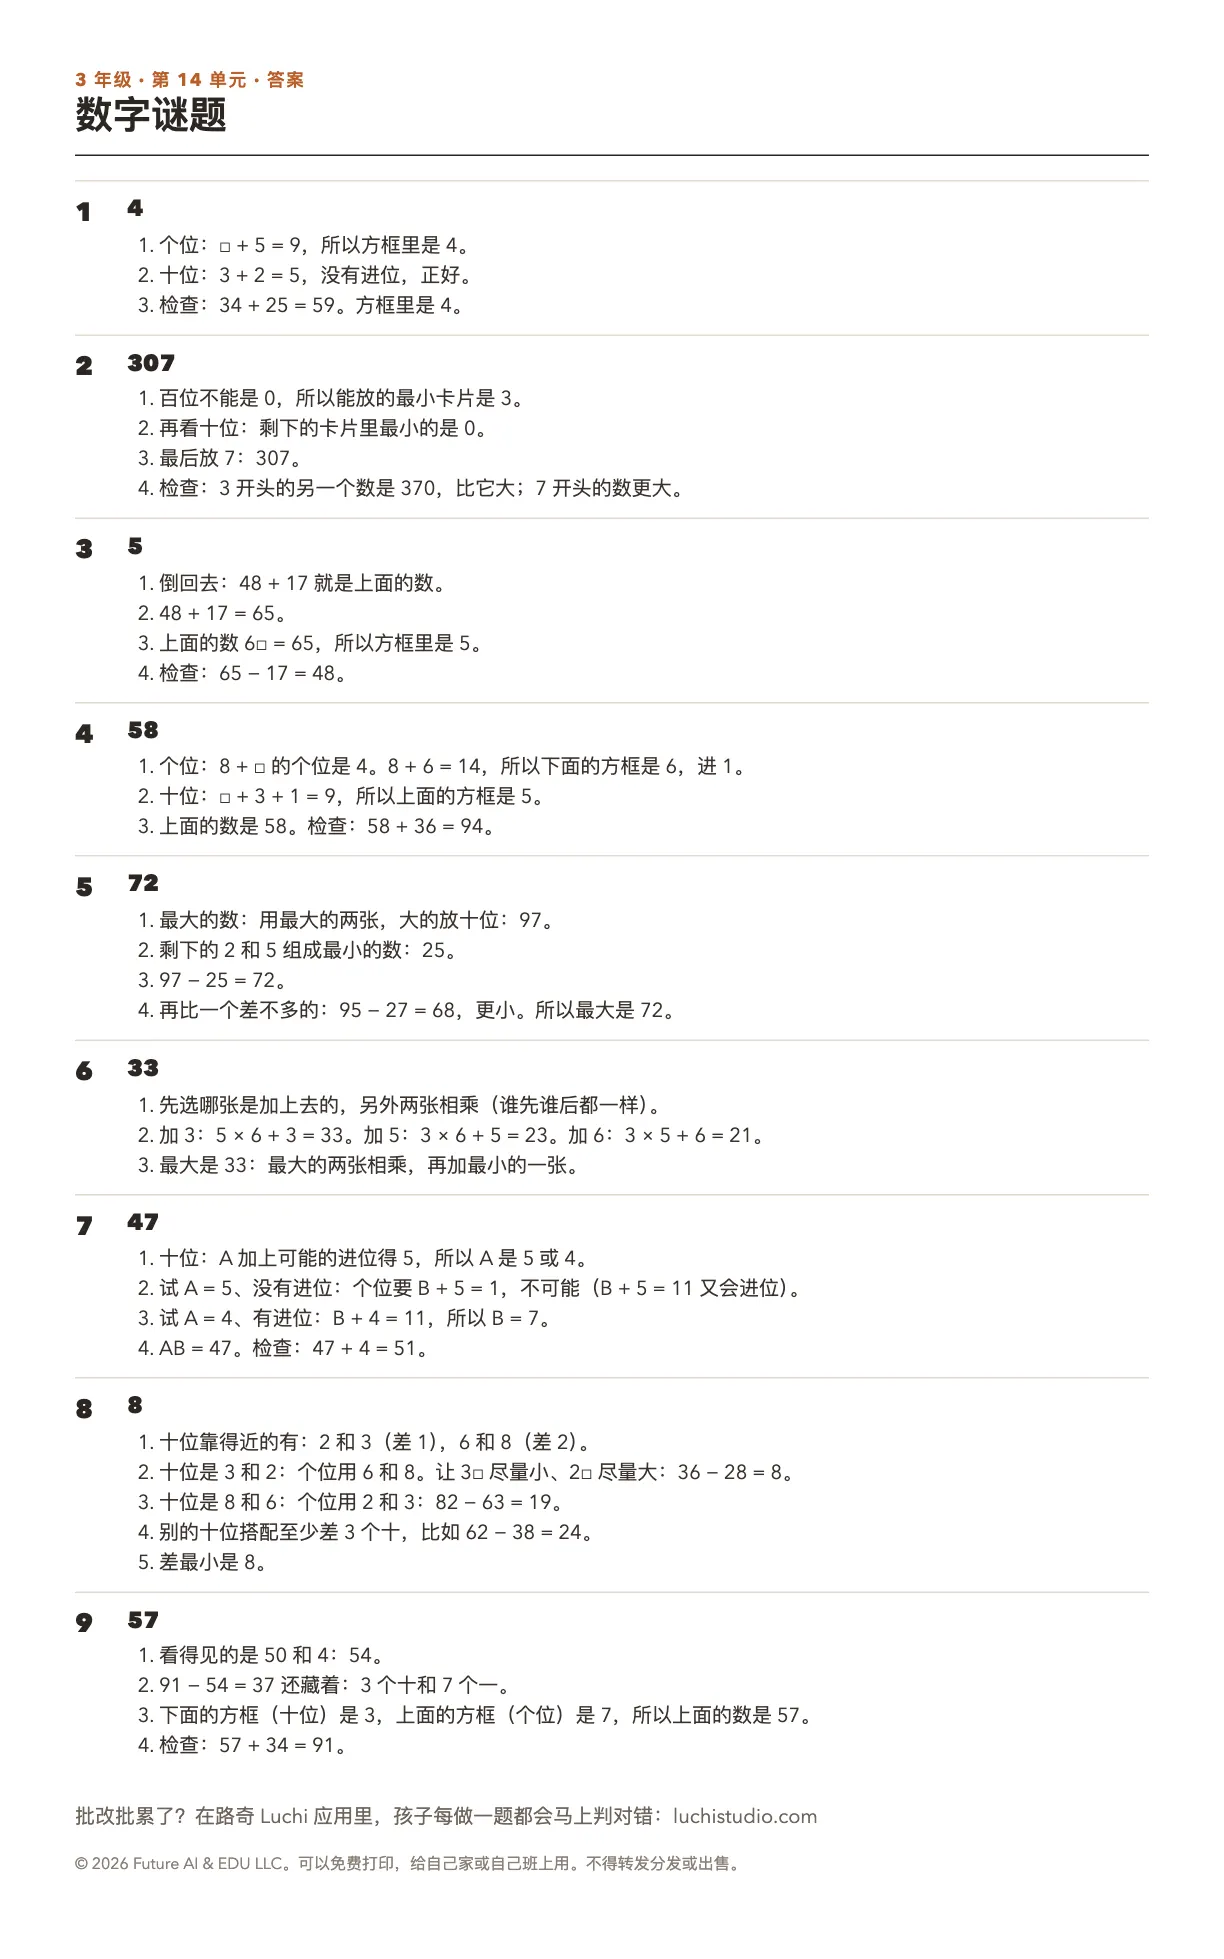 3 年级 · 第 14 单元 · 答案
数字谜题
1 4
1. 个位：□ + 5 = 9，所以方框里是 4。
2. 十位：3 + 2 = 5，没有进位，正好。
3. 检查：34 + 25 = 59。方框里是 4。
2 307
1. 百位不能是 0，所以能放的最小卡片是 3。
2. 再看十位：剩下的卡片里最小的是 0。
3. 最后放 7：307。
4. 检查：3 开头的另一个数是 370，比它大；7 开头的数更大。
3 5
1. 倒回去：48 + 17 就是上面的数。
2. 48 + 17 = 65。
3. 上面的数 6□ = 65，所以方框里是 5。
4. 检查：65 − 17 = 48。
4 58
1. 个位：8 + □ 的个位是 4。8 + 6 = 14，所以下面的方框是 6，进 1。
2. 十位：□ + 3 + 1 = 9，所以上面的方框是 5。
3. 上面的数是 58。检查：58 + 36 = 94。
5 72
1. 最大的数：用最大的两张，大的放十位：97。
2. 剩下的 2 和 5 组成最小的数：25。
3. 97 − 25 = 72。
4. 再比一个差不多的：95 − 27 = 68，更小。所以最大是 72。
6 33
1. 先选哪张是加上去的，另外两张相乘（谁先谁后都一样）。
2. 加 3：5 × 6 + 3 = 33。加 5：3 × 6 + 5 = 23。加 6：3 × 5 + 6 = 21。
3. 最大是 33：最大的两张相乘，再加最小的一张。
7 47
1. 十位：A 加上可能的进位得 5，所以 A 是 5 或 4。
2. 试 A = 5、没有进位：个位要 B + 5 = 1，不可能（B + 5 = 11 又会进位）。
3. 试 A = 4、有进位：B + 4 = 11，所以 B = 7。
4. AB = 47。检查：47 + 4 = 51。
8 8
1. 十位靠得近的有：2 和 3（差 1），6 和 8（差 2）。
2. 十位是 3 和 2：个位用 6 和 8。让 3□ 尽量小、2□ 尽量大：36 − 28 = 8。
3. 十位是 8 和 6：个位用 2 和 3：82 − 63 = 19。
4. 别的十位搭配至少差 3 个十，比如 62 − 38 = 24。
5. 差最小是 8。
9 57
1. 看得见的是 50 和 4：54。
2. 91 − 54 = 37 还藏着：3 个十和 7 个一。
3. 下面的方框（十位）是 3，上面的方框（个位）是 7，所以上面的数是 57。
4. 检查：57 + 34 = 91。
批改批累了？在路奇 Luchi 应用里，孩子每做一题都会马上判对错：luchistudio.com
© 2026 Future AI & EDU LLC。可以免费打印，给自己家或自己班上用。不得转发分发或出售。